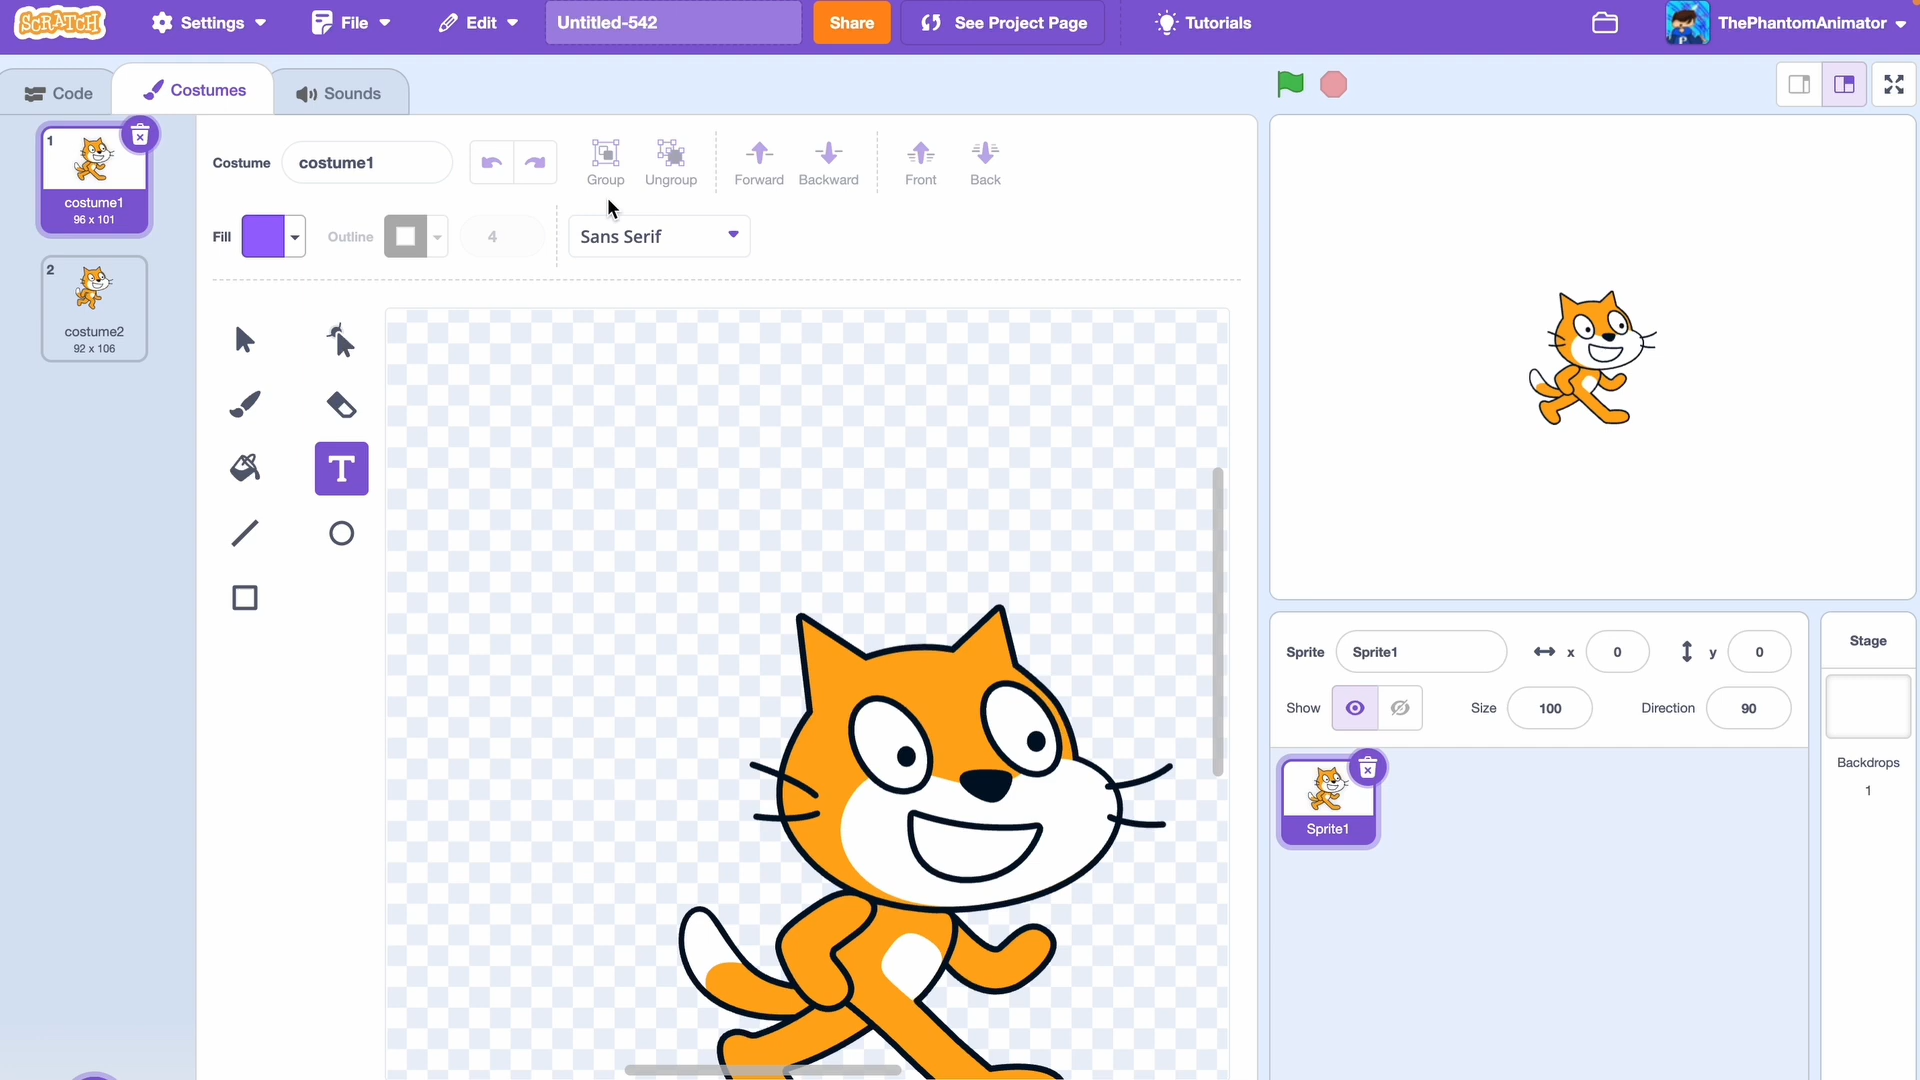 SCRATCH Settings File Edit Untitled-542 Share See Project Page Tutorials ThePhantomAnimator
Code Costumes Sounds
1
costume1
96 x 101
2
costume2
92 x 106
Costume costume1 Group Ungroup Forward Backward Front Back
Fill Outline 4 Sans Serif
T
Sprite Sprite1 x 0 y 0
Show Size 100 Direction 90
Sprite1
Stage
Backdrops
1